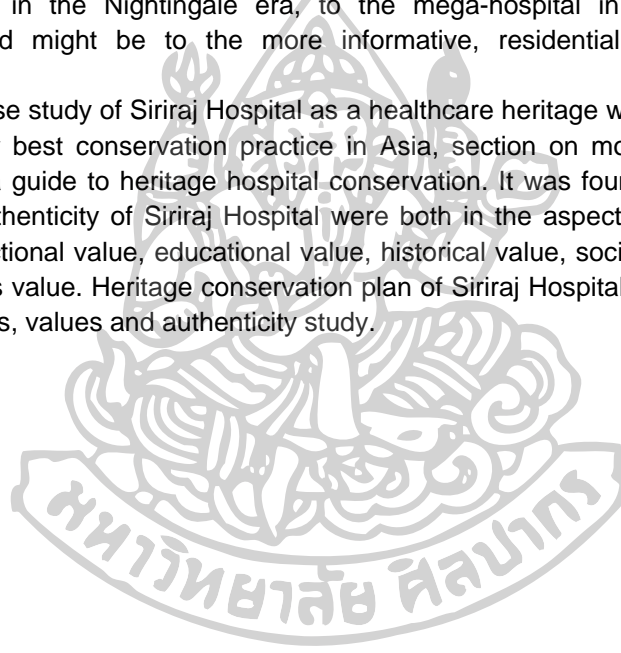 in the Nightingale era, to the mega-hospital in
d might be to the more informative, residential
se study of Siriraj Hospital as a healthcare heritage w
best conservation practice in Asia, section on mo
guide to heritage hospital conservation. It was four
thenticity of Siriraj Hospital were both in the aspect
ctional value, educational value, historical value, soci
s value. Heritage conservation plan of Siriraj Hospital
s, values and authenticity study.
มหาวิทยาลัย ศิลปากร